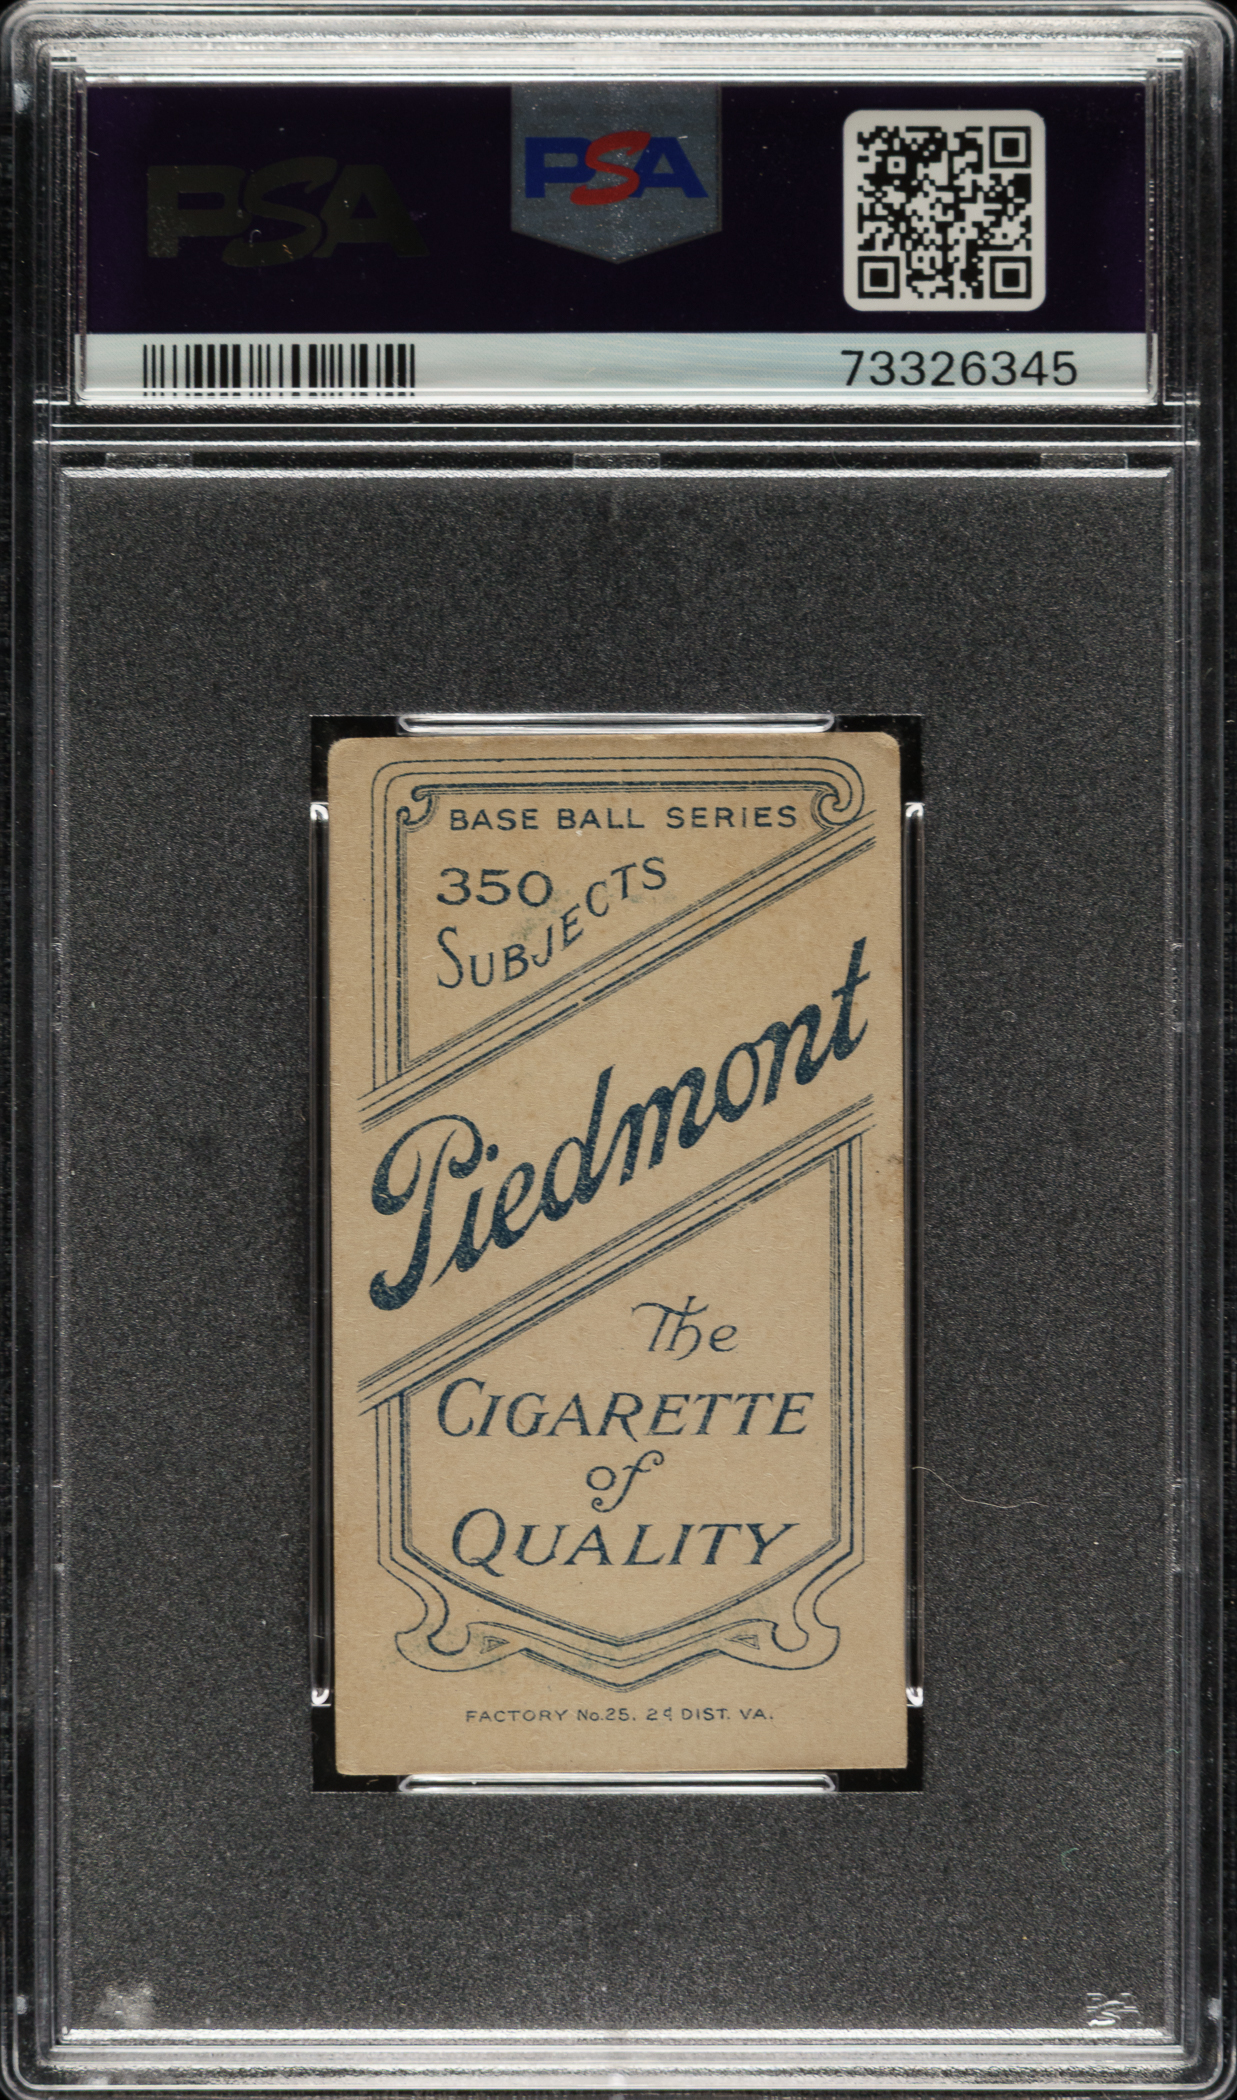 PSA
PSA
73326345
BASE BALL SERIES
350
SUBJECTS
Piedmont
The
CIGARETTE
of
QUALITY
FACTORY No.25. 2d DIST. VA.
PSA